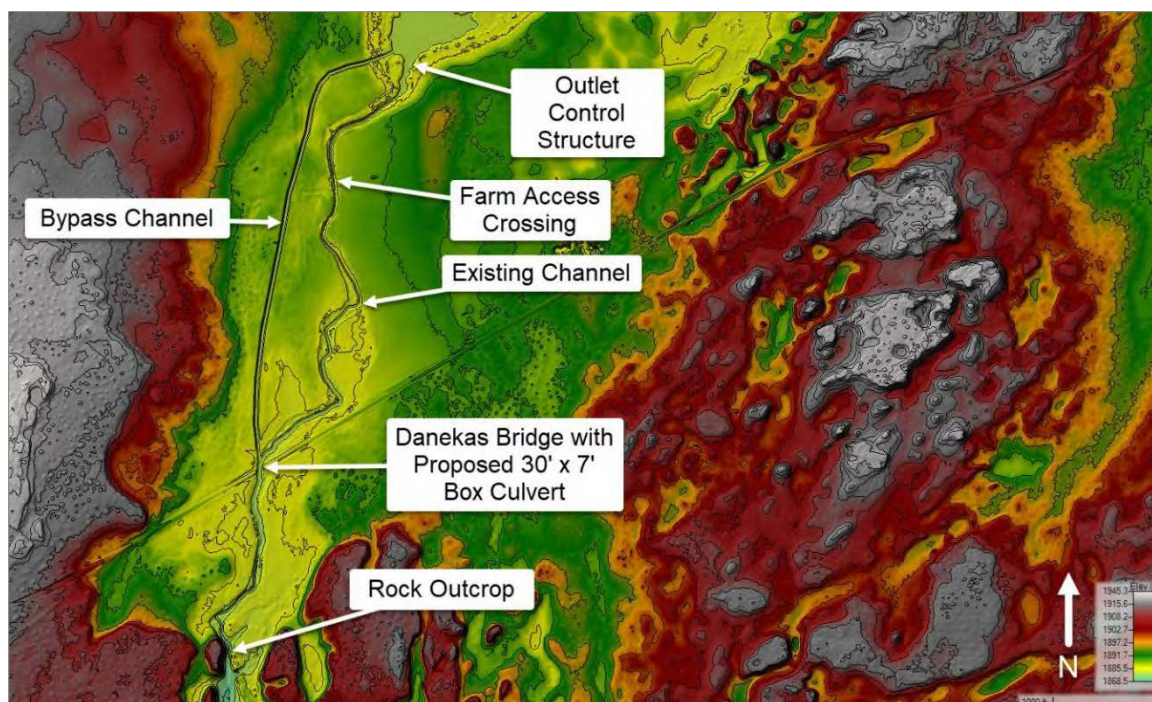 Outlet
Control
Structure
Bypass Channel
Farm Access
Crossing
Existing Channel
Danekas Bridge with
Proposed 30' x 7'
Box Culvert
Rock Outcrop
N
1945.3
1915.6
1908.2
1902.7
1897.2
1891.7
1885.5
1868.5